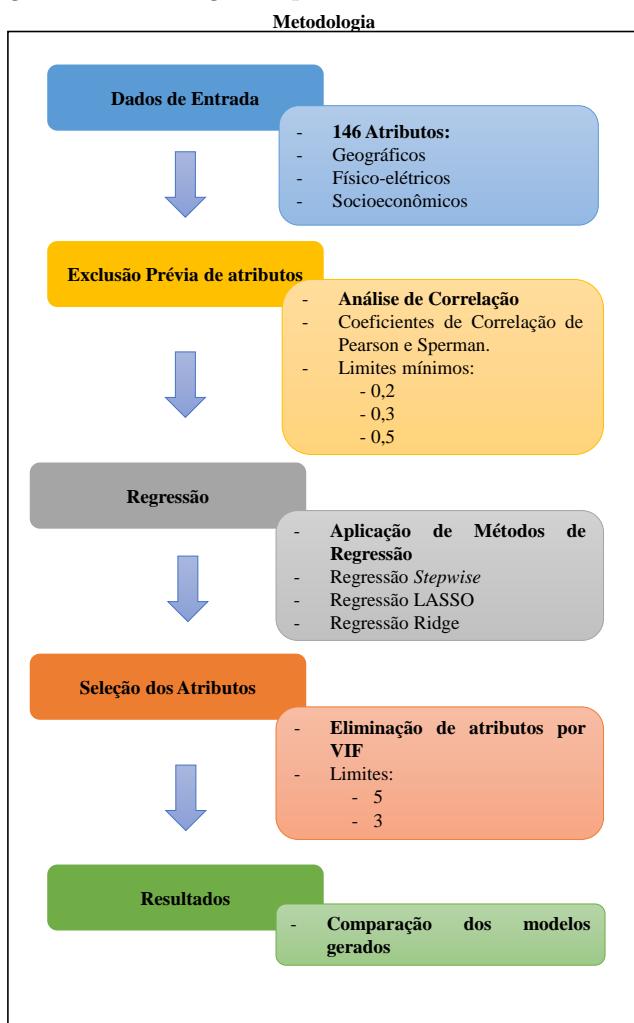 Metodologia
Dados de Entrada
- 146 Atributos:
- Geográficos
- Físico-elétricos
- Socioeconômicos
Exclusão Prévia de atributos
- Análise de Correlação
- Coeficientes de Correlação de
Pearson e Sperman.
- Limites mínimos:
- 0,2
- 0,3
- 0,5
Regressão
- Aplicação de Métodos de
Regressão
- Regressão Stepwise
- Regressão LASSO
- Regressão Ridge
Seleção dos Atributos
- Eliminação de atributos por
VIF
- Limites:
- 5
- 3
Resultados
- Comparação dos modelos
gerados